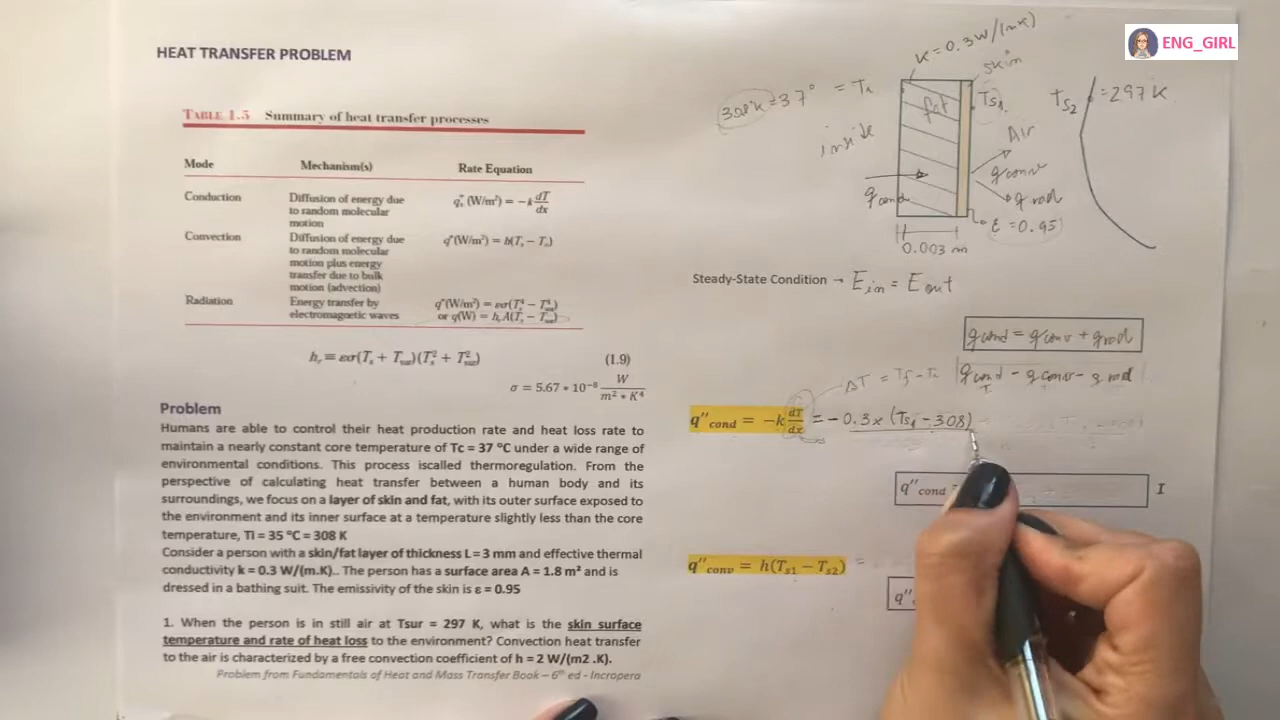 HEAT TRANSFER PROBLEM
TABLE 1.5 Summary of heat transfer processes
Mode Mechanism(s) Rate Equation
Conduction Diffusion of energy due q"ₓ (W/m²) = −k dT/dx
to random molecular
motion
Convection Diffusion of energy due q"(W/m²) = h(Tₛ − T∞)
to random molecular
motion plus energy
transfer due to bulk
motion (advection)
Radiation Energy transfer by q"(W/m²) = εσ(Tₛ⁴ − T⁴sur)
electromagnetic waves or q(W) = hᵣA(Tₛ − Tsur)
hᵣ ≡ εσ(Tₛ + Tsur)(Tₛ² + T²sur) (1.9)
σ = 5.67 * 10⁻⁸ W/m² * K⁴
Problem
Humans are able to control their heat production rate and heat loss rate to
maintain a nearly constant core temperature of Tc = 37 °C under a wide range of
environmental conditions. This process iscalled thermoregulation. From the
perspective of calculating heat transfer between a human body and its
surroundings, we focus on a layer of skin and fat, with its outer surface exposed to
the environment and its inner surface at a temperature slightly less than the core
temperature, Ti = 35 °C = 308 K
Consider a person with a skin/fat layer of thickness L = 3 mm and effective thermal
conductivity k = 0.3 W/(m.K).. The person has a surface area A = 1.8 m² and is
dressed in a bathing suit. The emissivity of the skin is ε = 0.95
1. When the person is in still air at Tsur = 297 K, what is the skin surface
temperature and rate of heat loss to the environment? Convection heat transfer
to the air is characterized by a free convection coefficient of h = 2 W/(m2 .K).
Problem from Fundamentals of Heat and Mass Transfer Book – 6th ed - Incropera
ENG_GIRL
K = 0.3 W/(mK)
skin
308°K = 37° = Ti
fat
Ts1
Ts2 = 297 K
inside
Air
q conv
q cond
q rad
ε = 0.95
0.003 m
Steady-State Condition → Ein = Eout
q cond = q conv + q rad
ΔT = Tf - Ti
q cond - q conv - q rad
q"cond = −k dT/dx = - 0.3 x (Ts1 - 308)
q"cond
I
q"conv = h(Ts1 − Ts2) =
q"